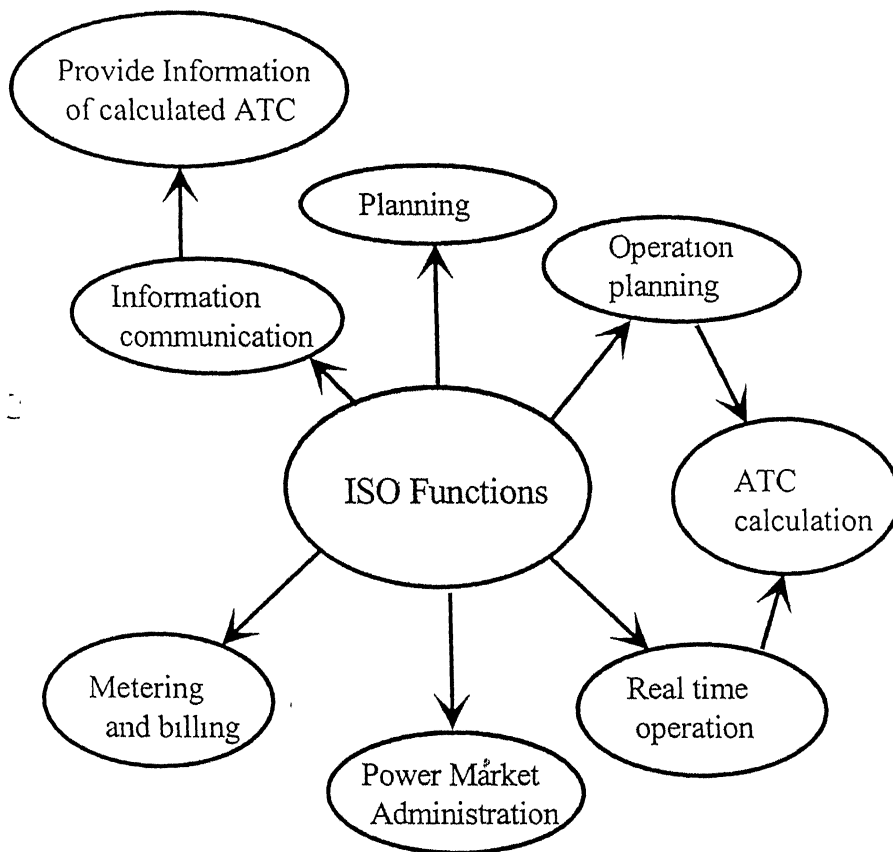 Provide Information
of calculated ATC
Planning
Operation
planning
Information
communication
ISO Functions
ATC
calculation
Metering
and billing
Real time
operation
Power Market
Administration